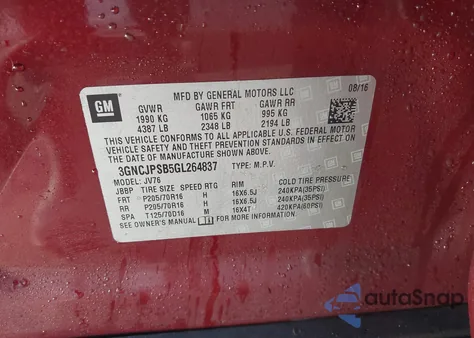 GM
MFD BY GENERAL MOTORS LLC
08/16
GVWR GAWR FRT GAWR RR
1990 KG 1065 KG 995 KG
4387 LB 2348 LB 2194 LB
THIS VEHICLE CONFORMS TO ALL APPLICABLE U.S. FEDERAL MOTOR
VEHICLE SAFETY AND THEFT PREVENTION STANDARDS IN EFFECT ON
THE DATE OF MANUFACTURE SHOWN ABOVE.
3GNCJPSB5GL264837 TYPE: M.P.V.
MODEL: JV76
JBBP TIRE SIZE SPEED RTG RIM COLD TIRE PRESSURE
FRT P205/70R16 H 16X6.5J 240KPA(35PSI)
RR P205/70R16 H 16X6.5J 240KPA(35PSI)
SPA T125/70D16 M 16X4T 420KPA(60PSI)
SEE OWNER'S MANUAL FOR ADDITIONAL INFORMATION.
autoSnap